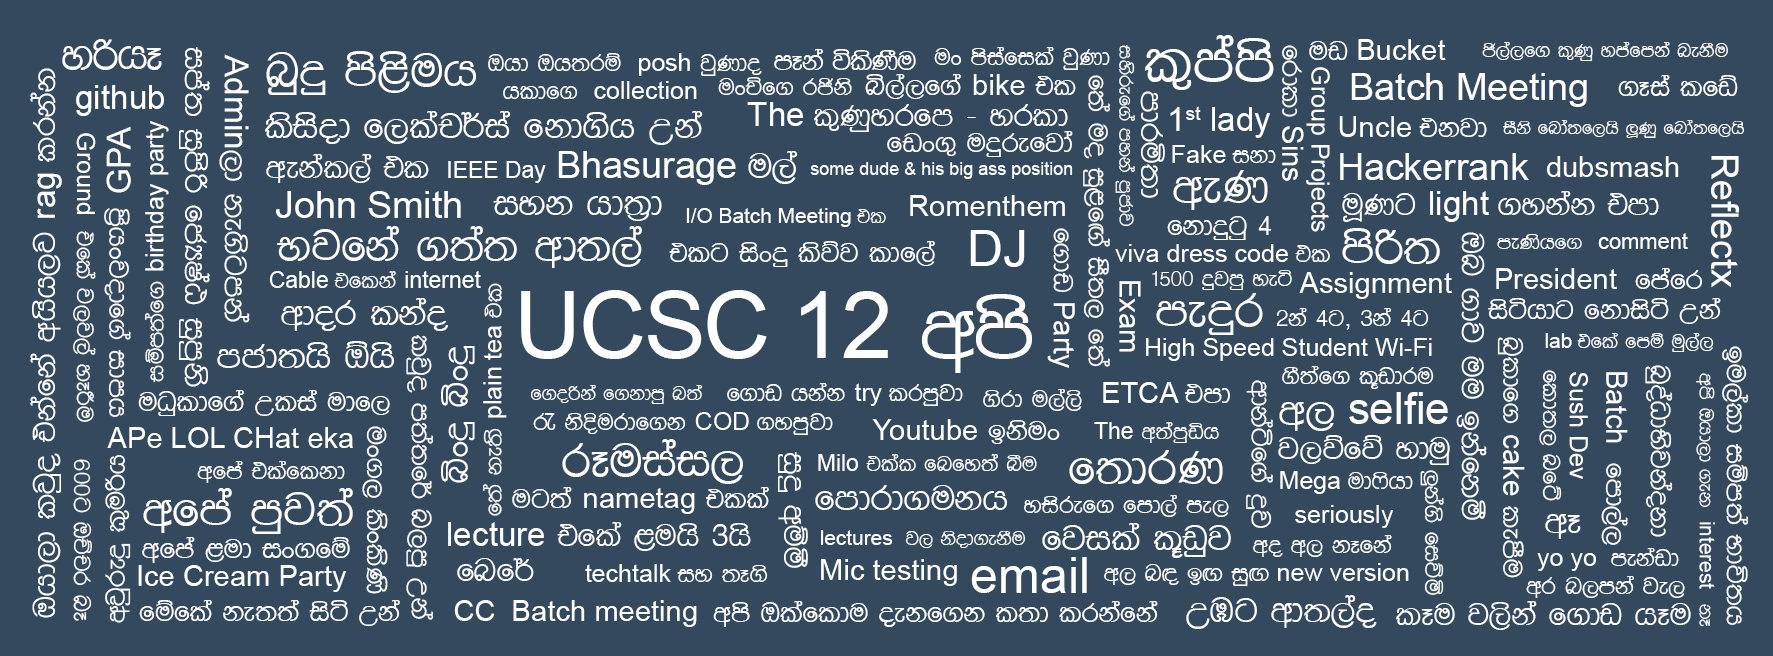 හරියෑ
github
බුදු පිළිමය
ඔයා ඔයතරම් posh වුණාද
පෑන් විකිණීම
මං පිස්සෙක් වුණා
කුප්පි
මඩ Bucket
ජිල්ලගෙ කුණු හප්පෙන් බැනීම
යකාගෙ collection
මංචිගෙ රජිනි
බිල්ලගේ bike එක
Batch Meeting
ගෑස් කඩේ
කිසිදා ලෙක්චර්ස් නොගිය උන්
The කුණුහරපෙ - හරකා
1st lady
Uncle එනවා
සීනි බෝතලෙයි ලූණු බෝතලෙයි
ඩෙංගු මදුරුවෝ
Fake සනා
ඇන්කල් එක
IEEE Day
Bhasurage මල්
some dude & his big ass position
Hackerrank
dubsmash
ඇණ
John Smith
සහන යාත්‍රා
I/O Batch Meeting එක
Romenthem
නොදුටු 4
මූණට light ගහන්න එපා
භවනේ ගත්ත ආතල්
එකට සිංදු කිව්ව කාලේ
DJ
viva dress code එක
පිරිත
පැණියගෙ comment
Cable එකෙන් internet
1500 දුවපු හැටි
Assignment
President
පේරෙ
ආදර කන්ද
UCSC 12 අපි
පැදුර
2න් 4ට, 3න් 4ට
සිටියාට නොසිටි උන්
පජාතයි ඕයි
High Speed Student Wi-Fi
lab එකේ පෙම් මුල්ල
ගීත්ගෙ කූඩාරම
මධුකාගේ උකස් මාලෙ
ගෙදරින් ගෙනාපු බත්
ගොඩ යන්න try කරපුවා
ගිරා මල්ලි
ETCA එපා
අල selfie
රෑ නිදිමරාගෙන COD ගහපුවා
Youtube ඉනිමං
The අත්පුඩිය
APe LOL CHat eka
වලව්වේ හාමු
අපේ එක්කෙනා
රූමස්සල
Milo එක්ක බෙහෙත් බීම
තොරණ
Mega මාෆියා
අපේ පුවත්
මටත් nametag එකක්
පොරාගමනය
හසිරුගෙ පොල් පැල
seriously
ඈ
lecture එකේ ළමයි 3යි
lectures වල නිදාගැනීම
වෙසක් කූඩුව
අද අල නෑනේ
අපේ ළමා සංගමේ
yo yo පැන්ඩා
Ice Cream Party
බෙරේ
techtalk සහ තෑගි
Mic testing
email
අල බඳ ඉඟ සුඟ new version
අර බලපන් වැල
මේකේ නැතත් සිටි උන්
CC
Batch meeting
අපි ඔක්කොම දැනගෙන කතා කරන්නේ
උඹට ආතල්ද
කෑම වලින් ගොඩ යෑම
ඔයාලා කවුද එන්නේ අයියලව rag කරන්න
GPA
birthday party
Group Projects
Reflectx
ගොඩ Party
Exam
තේ නැති plain tea එක
Sush Dev
Batch පොල්ල